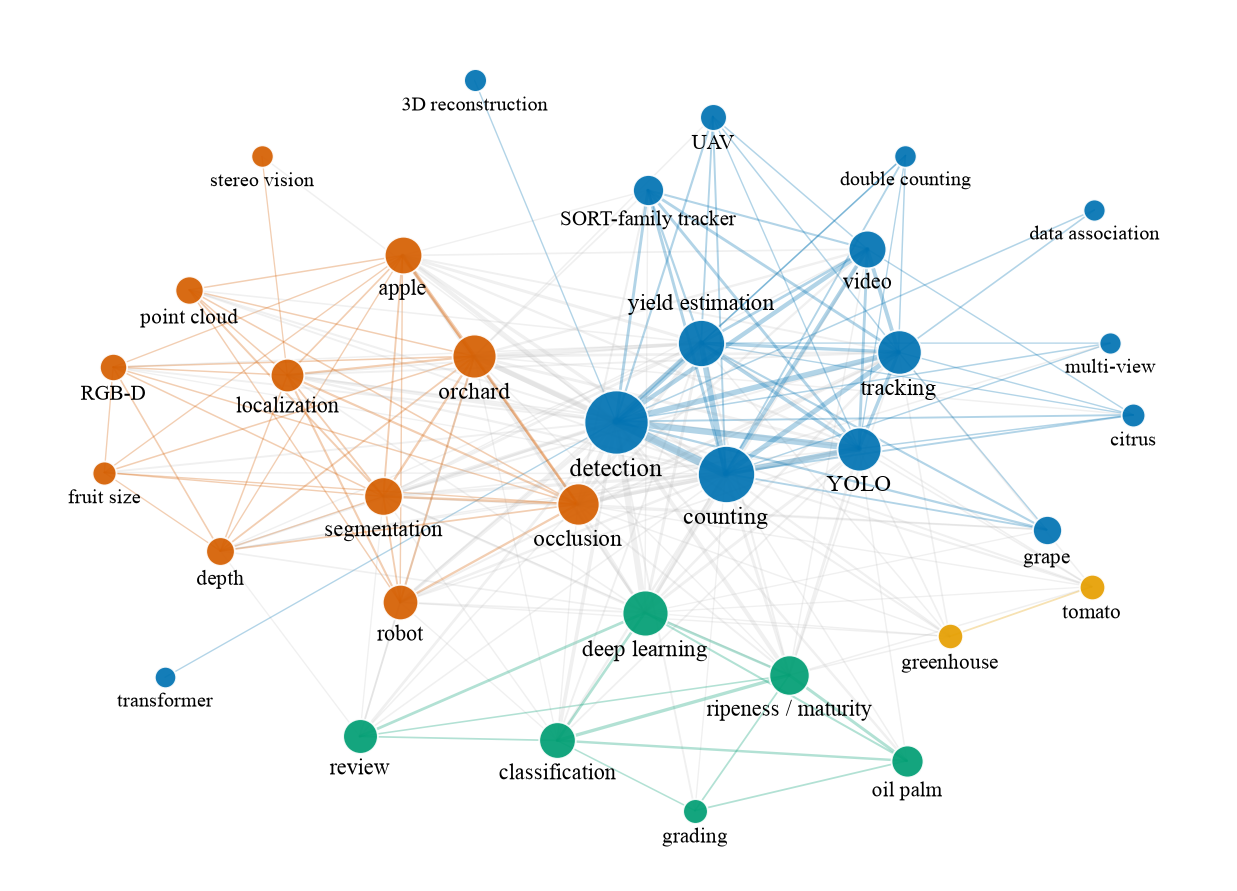 3D reconstruction
UAV
stereo vision
double counting
SORT-family tracker
data association
apple
video
yield estimation
point cloud
multi-view
RGB-D
localization
orchard
tracking
citrus
detection
YOLO
fruit size
segmentation
occlusion
counting
grape
depth
tomato
robot
deep learning
greenhouse
transformer
ripeness / maturity
review
classification
oil palm
grading